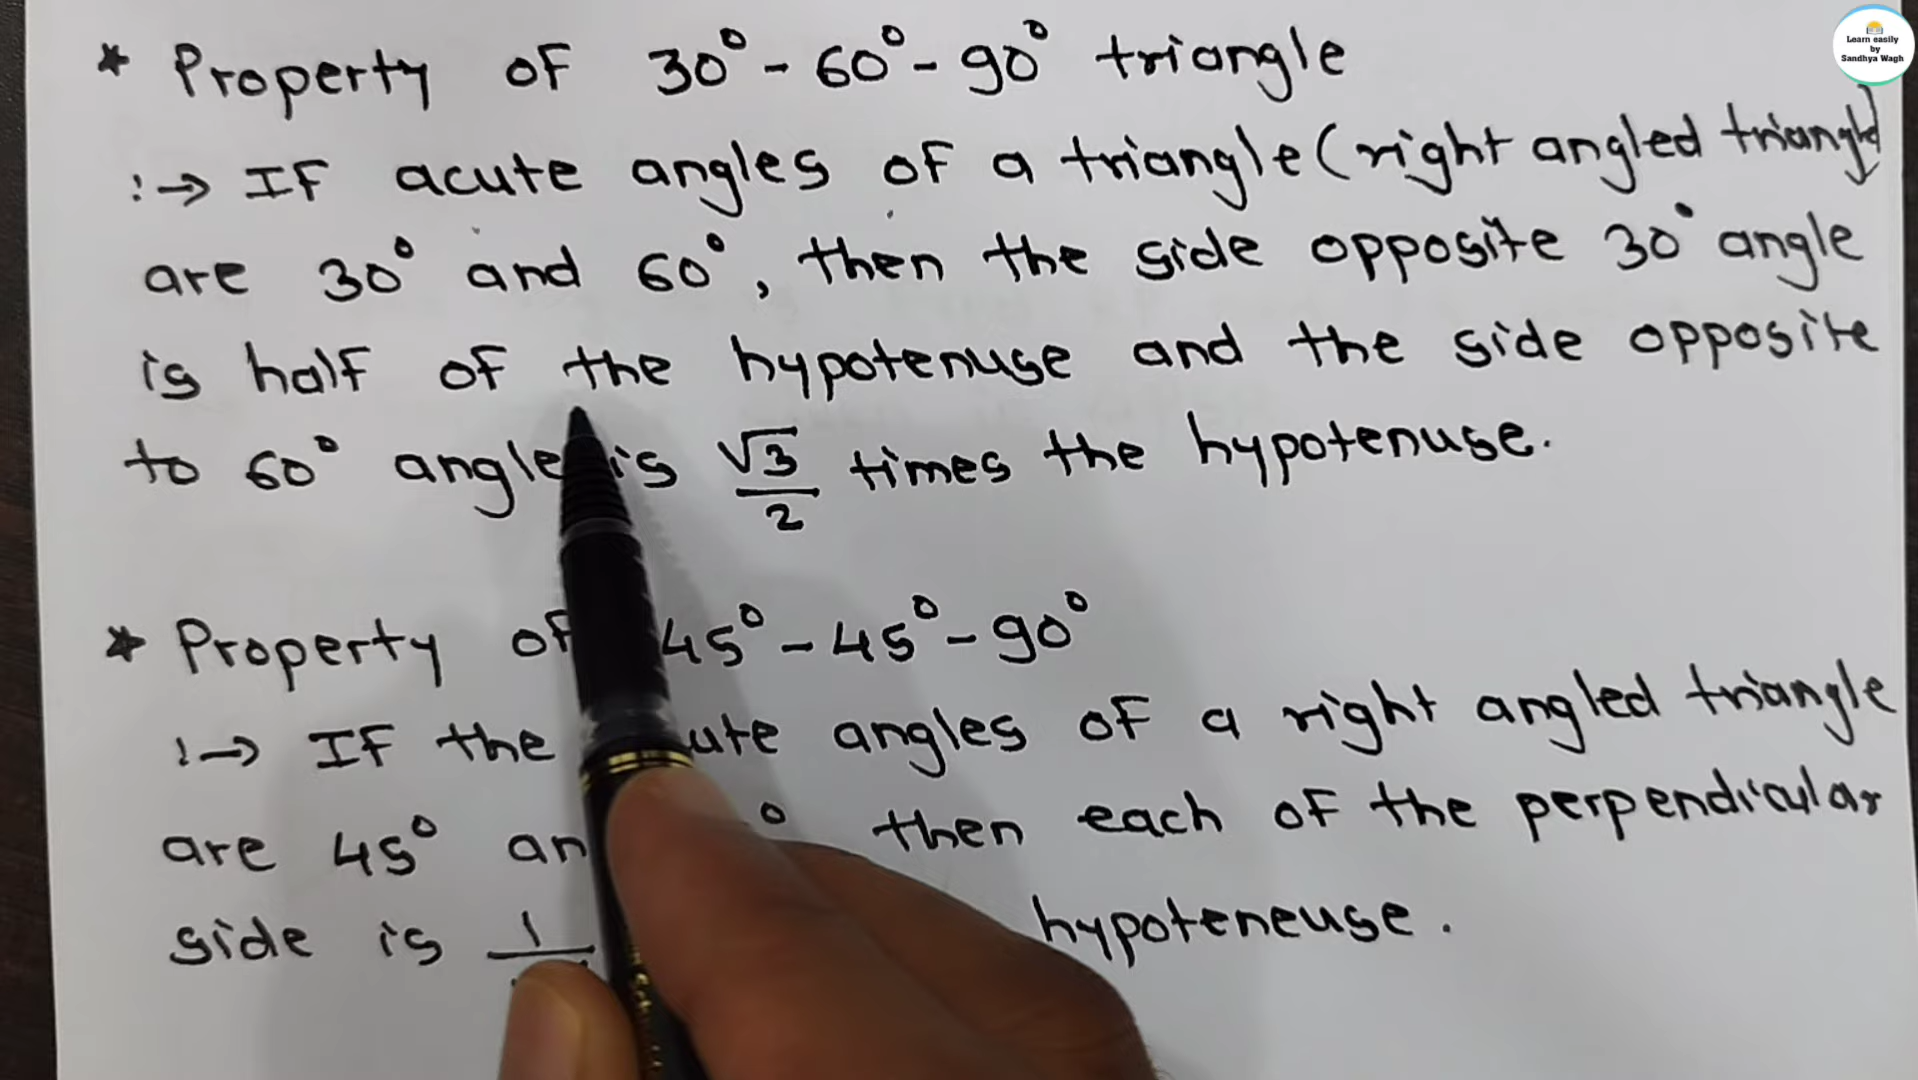 * Property of 30° - 60° - 90° triangle
:→ If acute angles of a triangle (right angled triangle)
are 30° and 60°, then the side opposite 30° angle
is half of the hypotenuse and the side opposite
to 60° angle is √3/2 times the hypotenuse.
* Property of 45° - 45° - 90°
:→ If the angles of a right angled triangle
are 45° then each of the perpendicular
side is hypoteneuse.
Learn easily
by
Sandhya Wagh